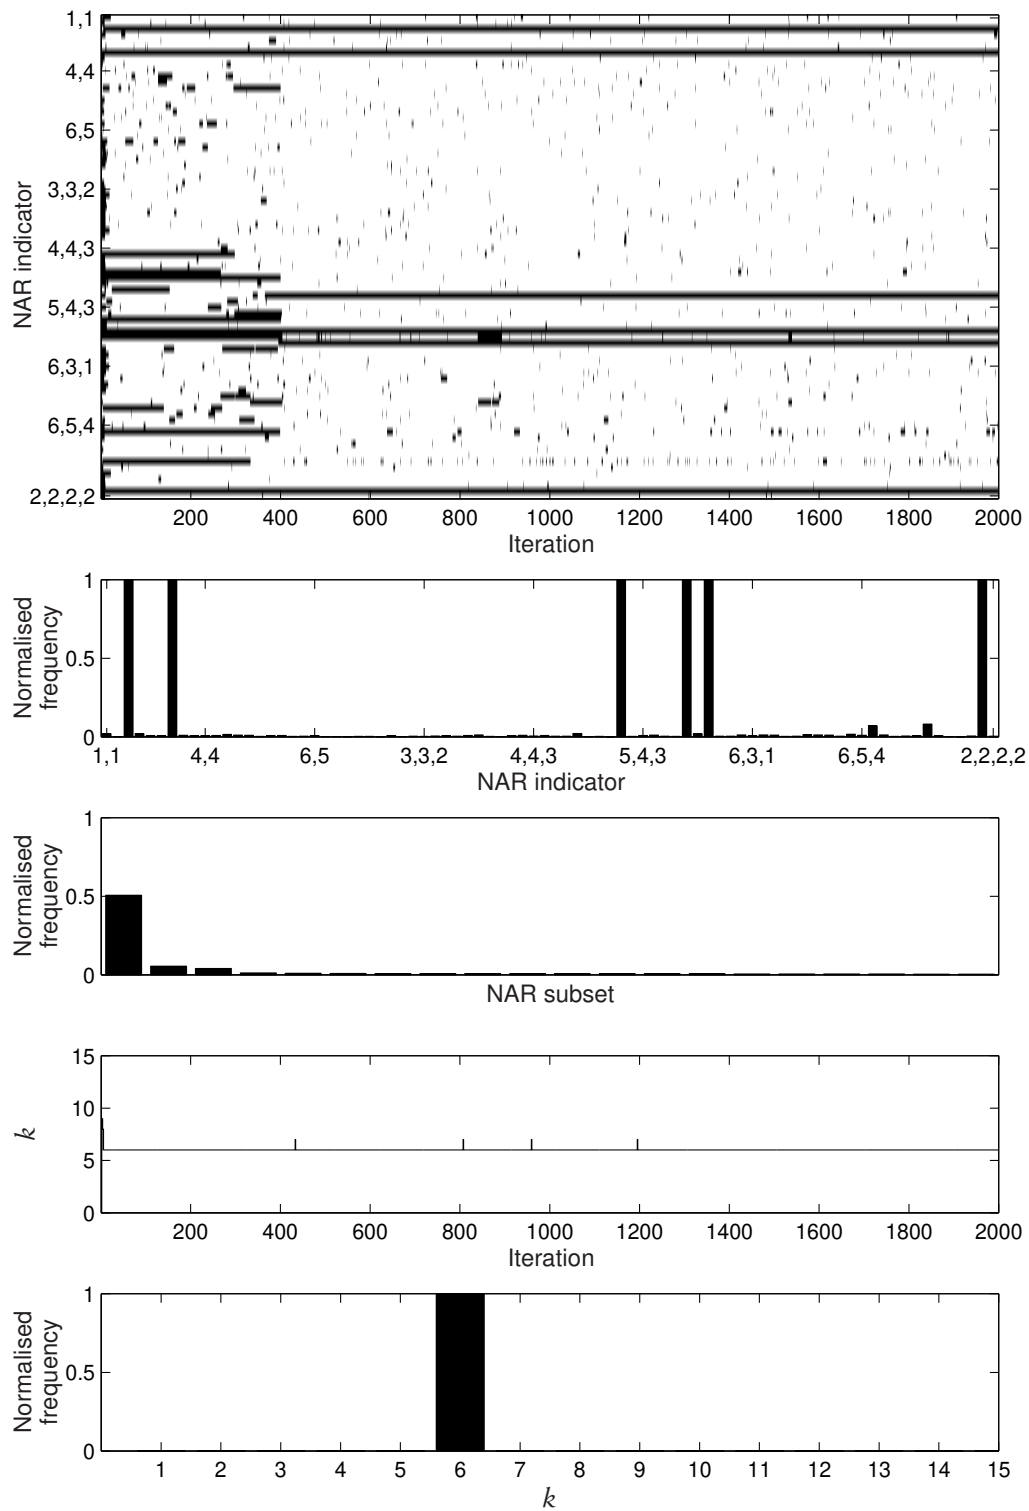 1,1
4,4
6,5
3,3,2
4,4,3
5,4,3
6,3,1
6,5,4
2,2,2,2
NAR indicator
200 400 600 800 1000 1200 1400 1600 1800 2000
Iteration
1
0.5
0
Normalised
frequency
1,1 4,4 6,5 3,3,2 4,4,3 5,4,3 6,3,1 6,5,4 2,2,2,2
NAR indicator
1
0.5
0
Normalised
frequency
NAR subset
15
10
5
0
k
200 400 600 800 1000 1200 1400 1600 1800 2000
Iteration
1
0.5
0
Normalised
frequency
1 2 3 4 5 6 7 8 9 10 11 12 13 14 15
k